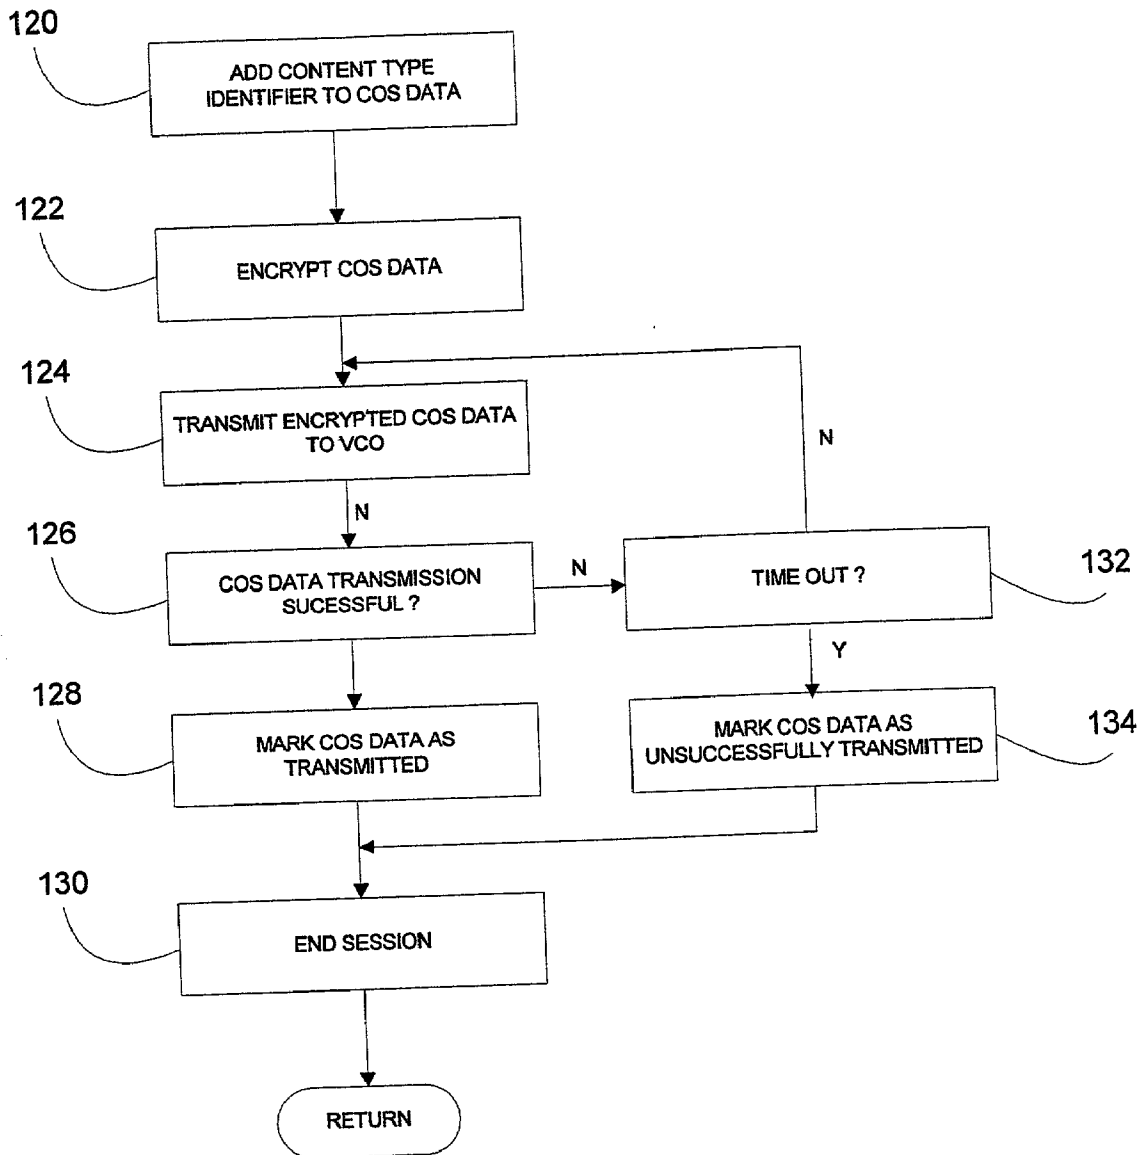 120
ADD CONTENT TYPE
IDENTIFIER TO COS DATA
122
ENCRYPT COS DATA
124
TRANSMIT ENCRYPTED COS DATA
TO VCO
N
N
126
COS DATA TRANSMISSION
SUCESSFUL ?
N
TIME OUT ?
132
Y
128
MARK COS DATA AS
TRANSMITTED
MARK COS DATA AS
UNSUCCESSFULLY TRANSMITTED
134
130
END SESSION
RETURN